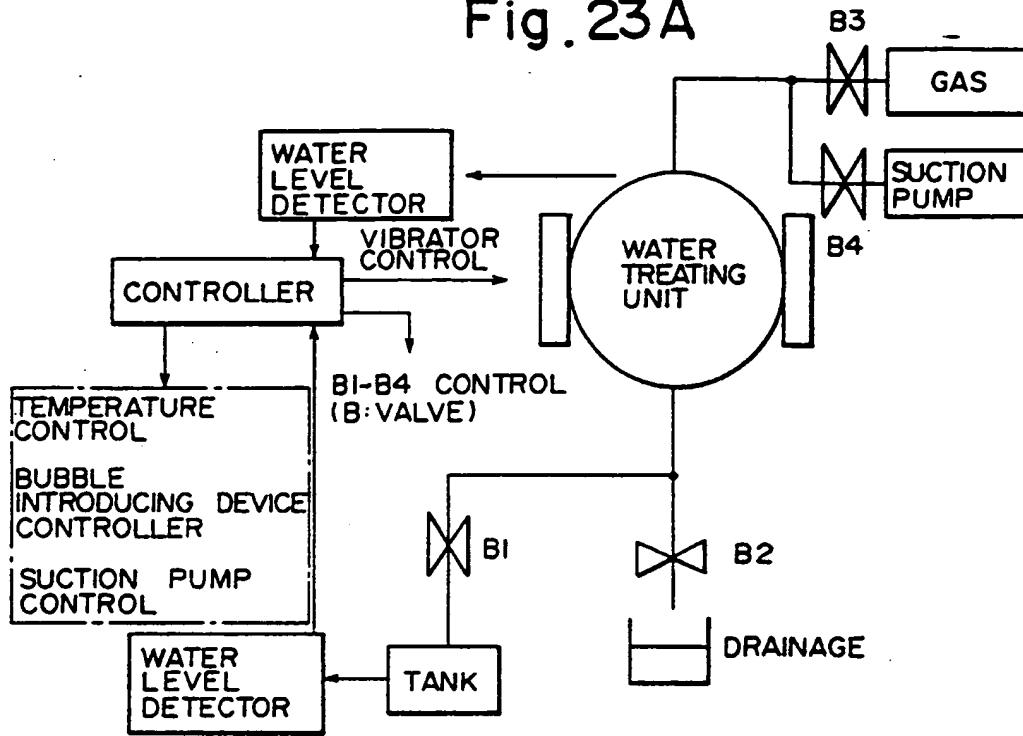 Fig. 23A
B3
GAS
WATER
LEVEL
DETECTOR
SUCTION
PUMP
B4
VIBRATOR
CONTROL
WATER
TREATING
UNIT
CONTROLLER
B1-B4 CONTROL
(B:VALVE)
TEMPERATURE
CONTROL
BUBBLE
INTRODUCING DEVICE
CONTROLLER
SUCTION PUMP
CONTROL
B1
B2
DRAINAGE
WATER
LEVEL
DETECTOR
TANK